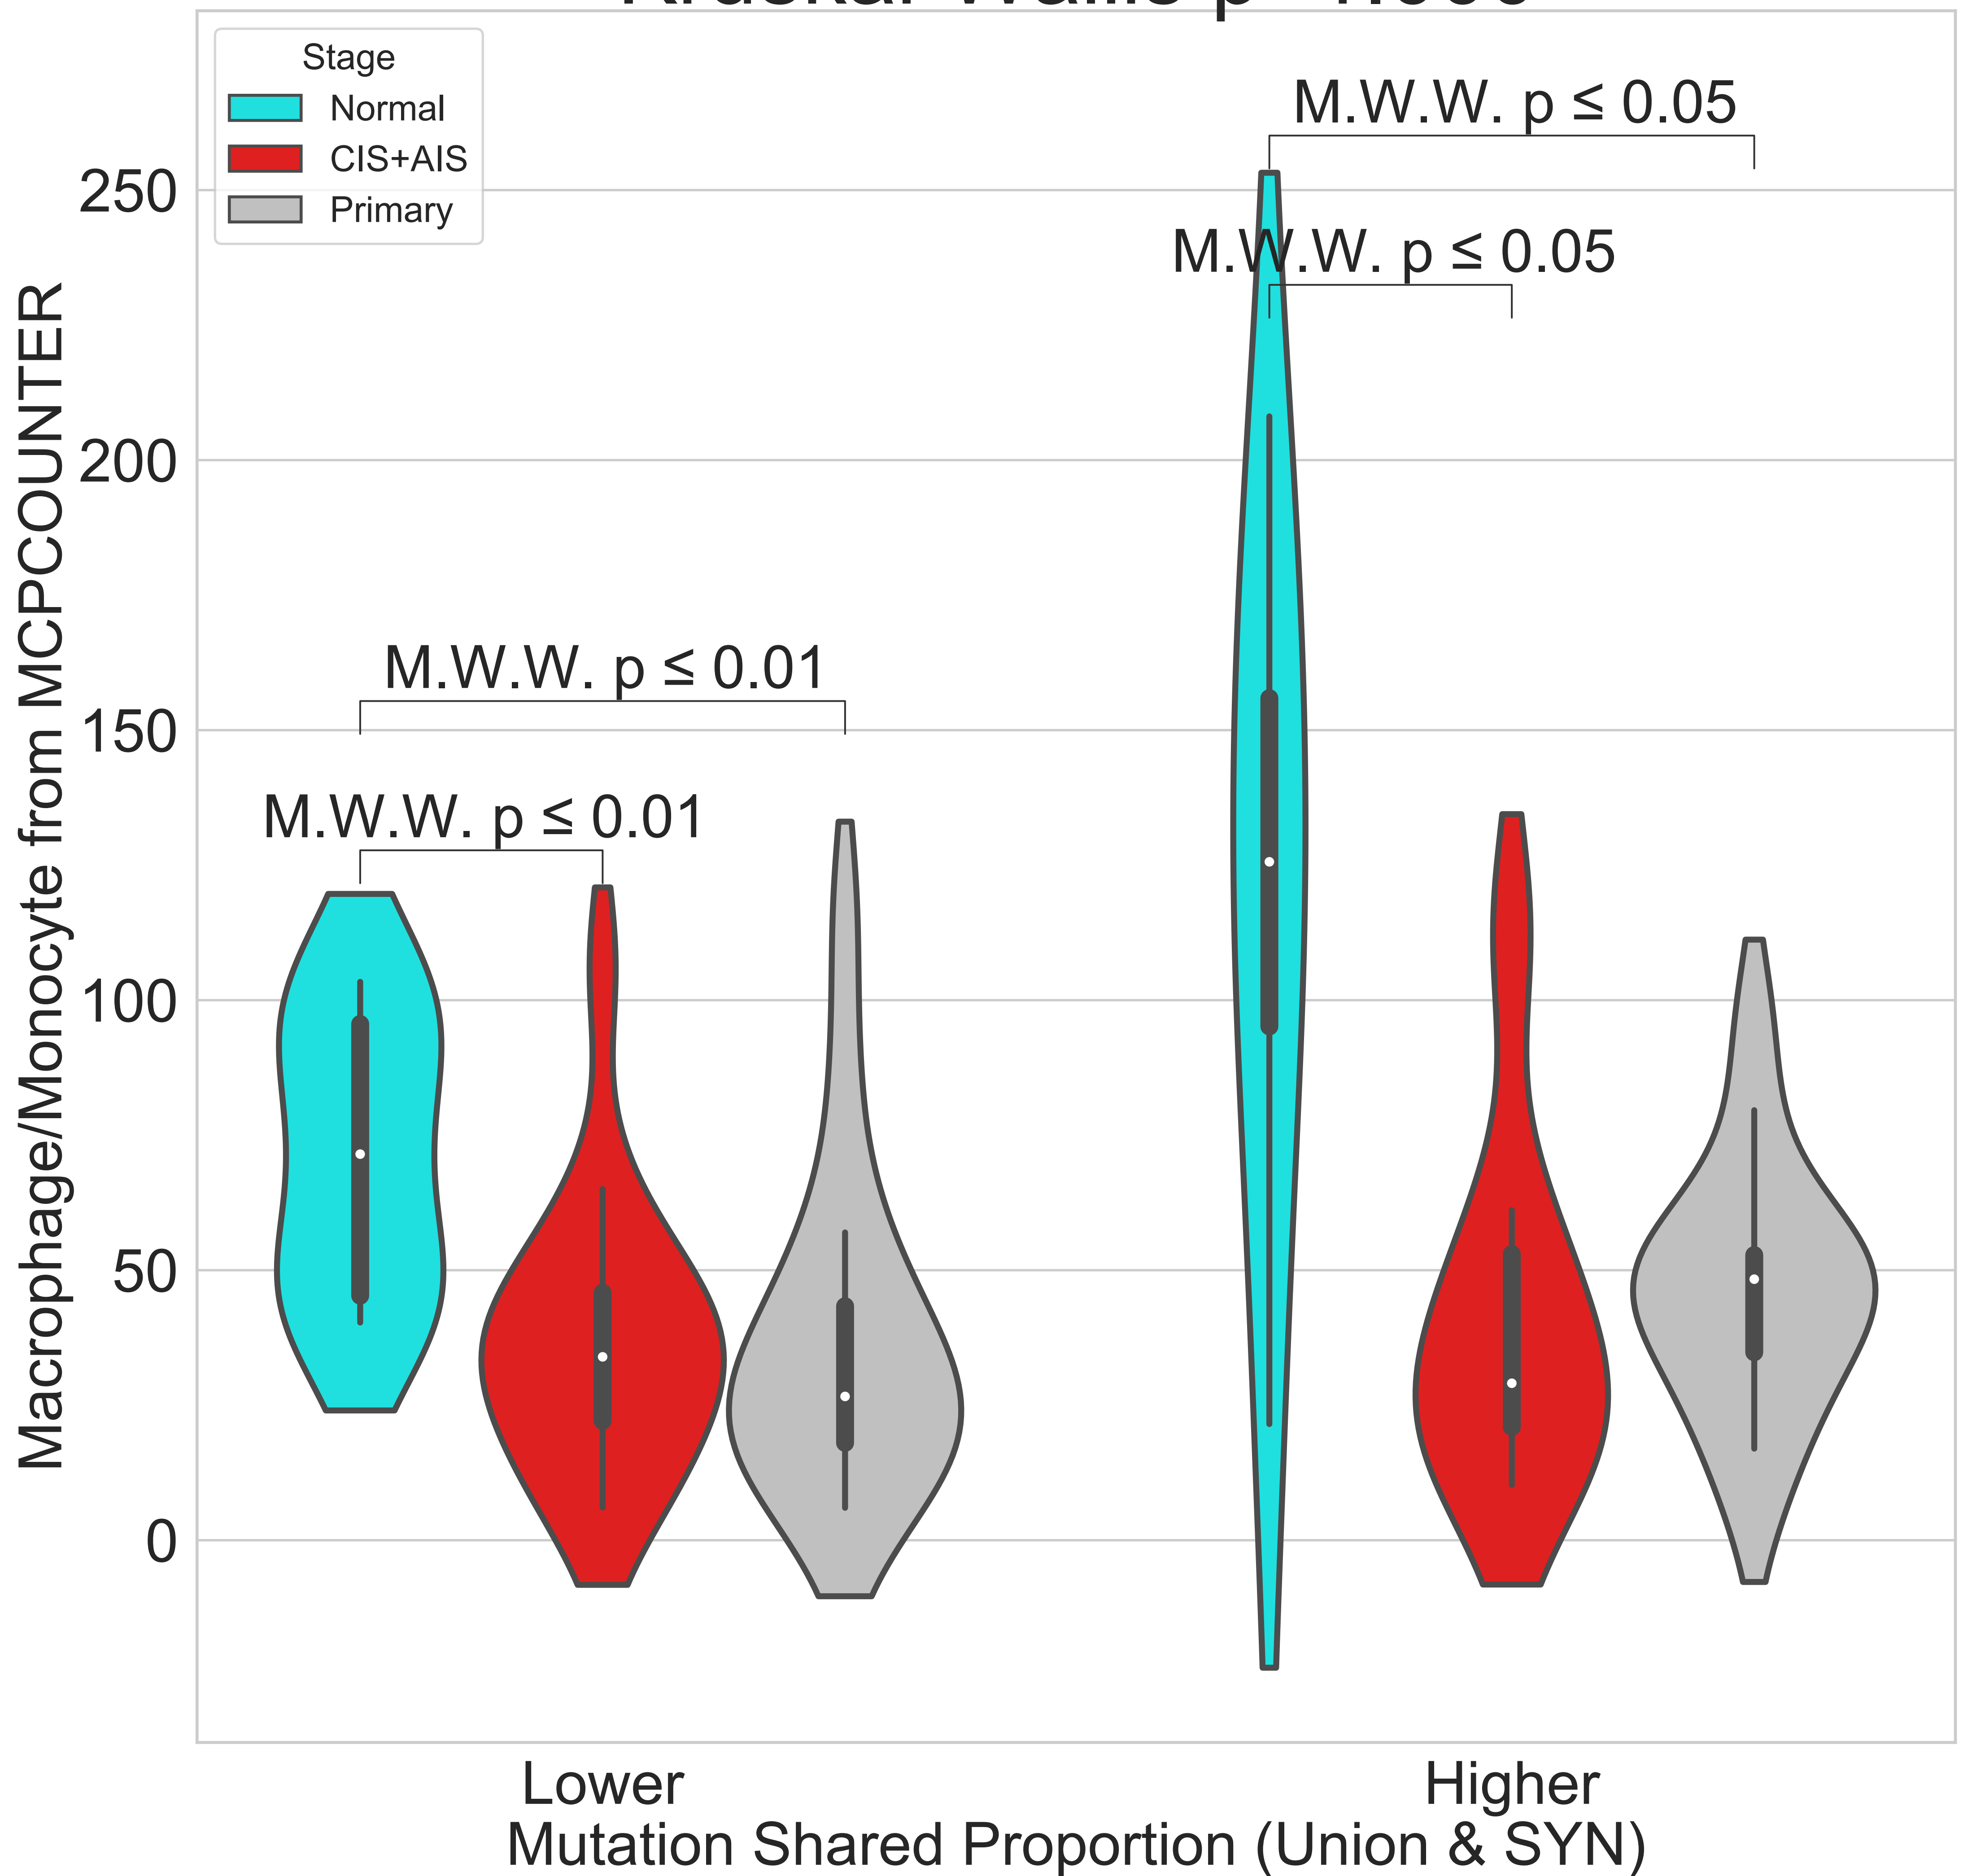 Stage
Normal
CIS+AIS
Primary
M.W.W. p ≤ 0.05
M.W.W. p ≤ 0.05
M.W.W. p ≤ 0.01
M.W.W. p ≤ 0.01
Macrophage/Monocyte from MCPCOUNTER
250
200
150
100
50
0
Lower
Higher
Mutation Shared Proportion (Union & SYN)